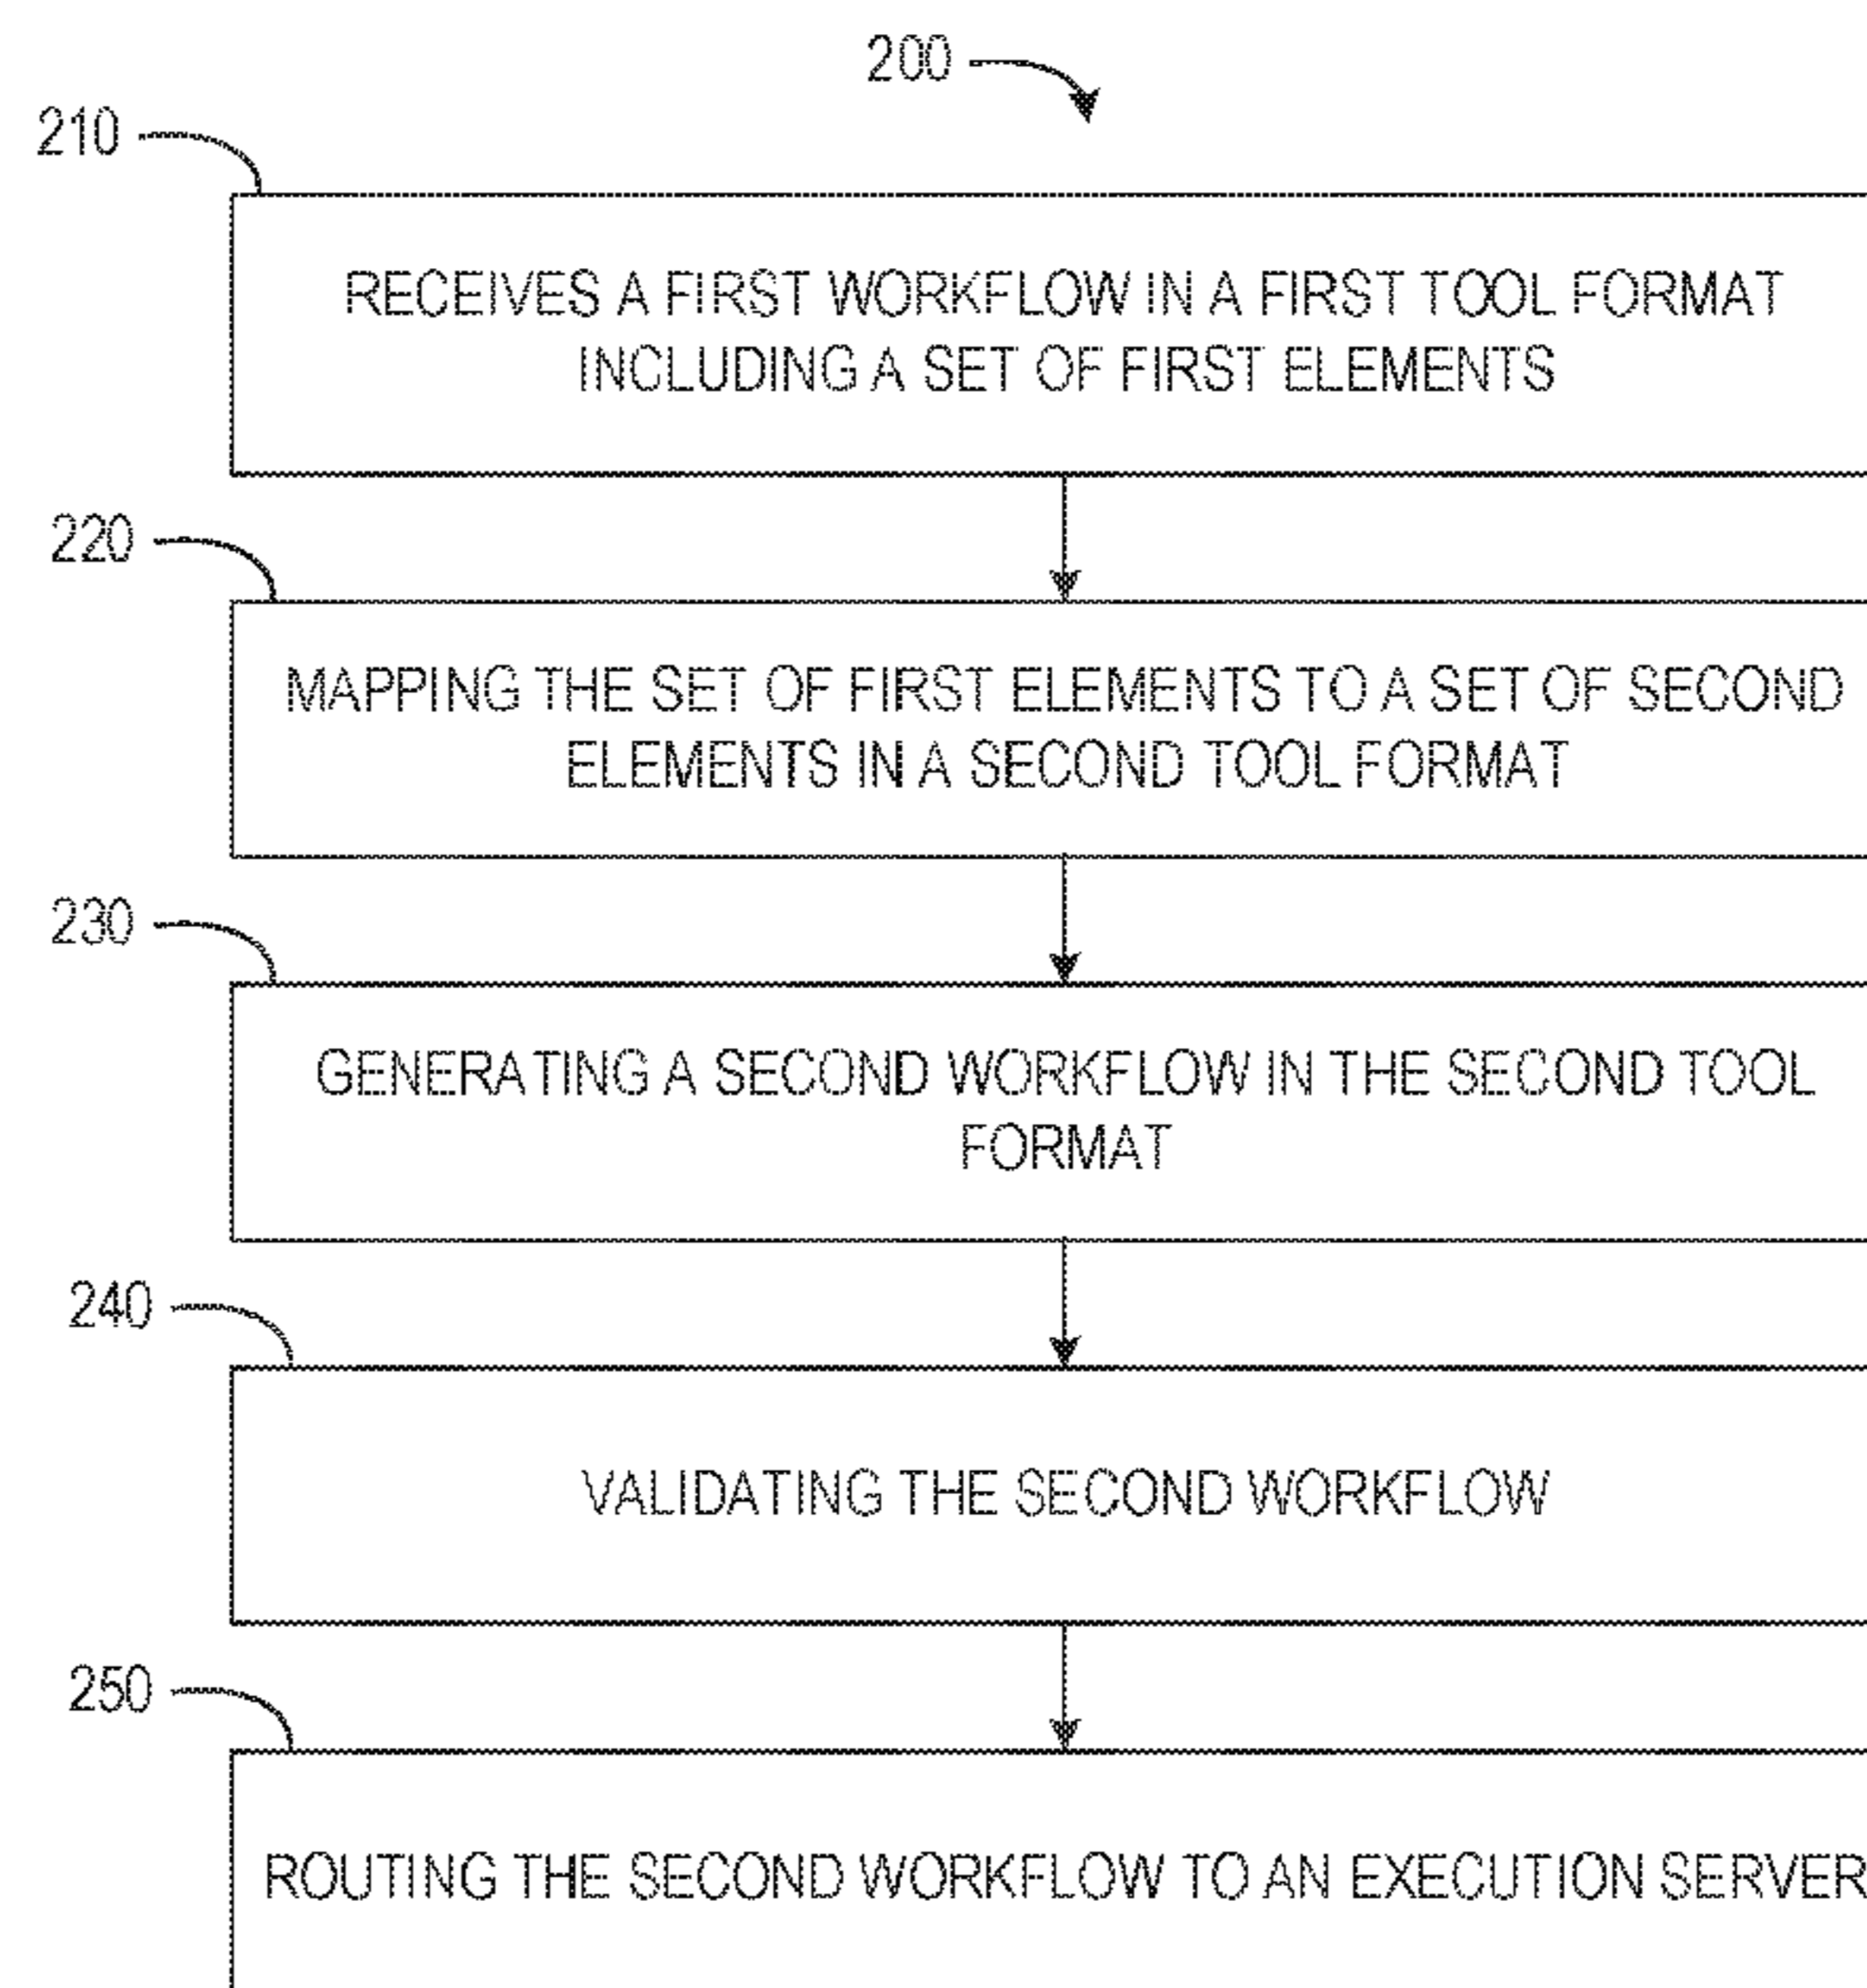 200
210
RECEIVES A FIRST WORKFLOW IN A FIRST TOOL FORMAT
INCLUDING A SET OF FIRST ELEMENTS
220
MAPPING THE SET OF FIRST ELEMENTS TO A SET OF SECOND
ELEMENTS IN A SECOND TOOL FORMAT
230
GENERATING A SECOND WORKFLOW IN THE SECOND TOOL
FORMAT
240
VALIDATING THE SECOND WORKFLOW
250
ROUTING THE SECOND WORKFLOW TO AN EXECUTION SERVER